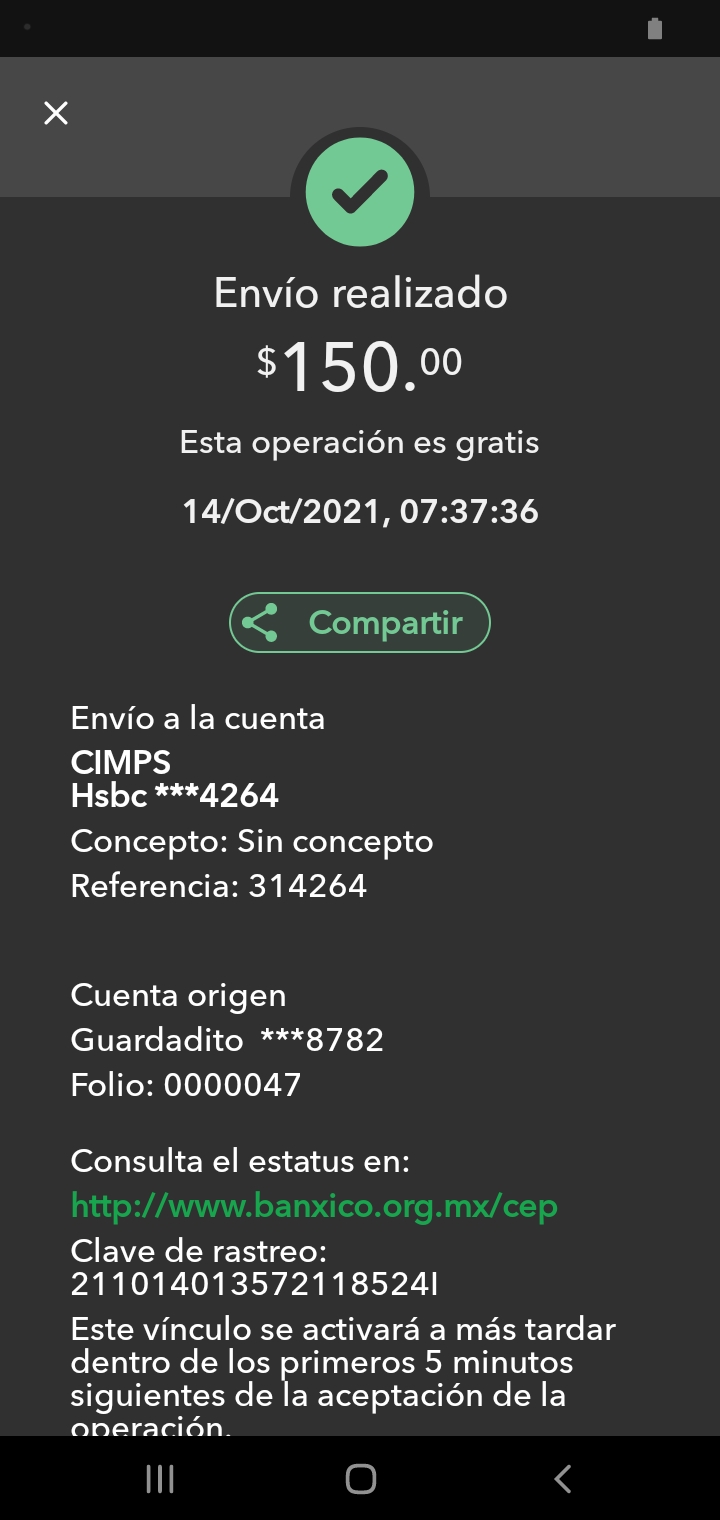 Envío realizado
$150.00
Esta operación es gratis
14/Oct/2021, 07:37:36
Compartir
Envío a la cuenta
CIMPS
Hsbc ***4264
Concepto: Sin concepto
Referencia: 314264
Cuenta origen
Guardadito ***8782
Folio: 0000047
Consulta el estatus en:
http://www.banxico.org.mx/cep
Clave de rastreo:
211014013572118524I
Este vínculo se activará a más tardar
dentro de los primeros 5 minutos
siguientes de la aceptación de la
operación.